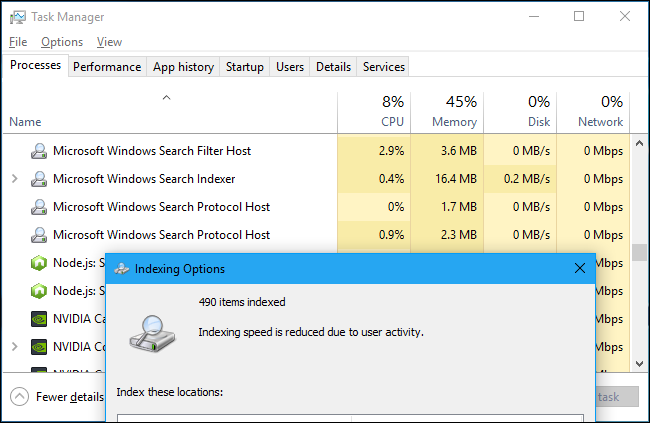 Task Manager
File Options View
Processes Performance App history Startup Users Details Services
8% 45% 0% 0%
Name CPU Memory Disk Network
Microsoft Windows Search Filter Host 2.9% 3.6 MB 0 MB/s 0 Mbps
Microsoft Windows Search Indexer 0.4% 16.4 MB 0.2 MB/s 0 Mbps
Microsoft Windows Search Protocol Host 0% 1.7 MB 0 MB/s 0 Mbps
Microsoft Windows Search Protocol Host 0.9% 2.3 MB 0 MB/s 0 Mbps
Node.js: S Mbps
Indexing Options
Node.js: S Mbps
490 items indexed
NVIDIA Ca Mbps
Indexing speed is reduced due to user activity.
NVIDIA Co Mbps
Fewer details Index these locations: task